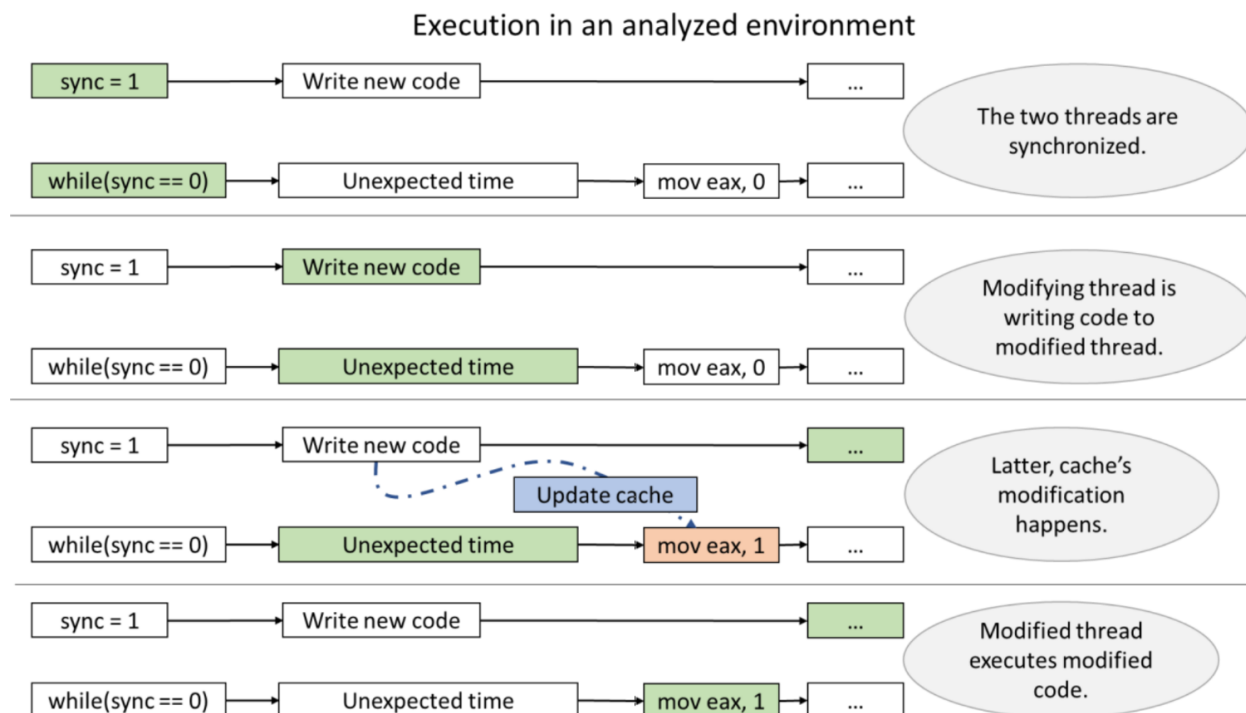 Execution in an analyzed environment
sync = 1
Write new code
...
while(sync == 0)
Unexpected time
mov eax, 0
...
The two threads are
synchronized.
sync = 1
Write new code
...
while(sync == 0)
Unexpected time
mov eax, 0
...
Modifying thread is
writing code to
modified thread.
sync = 1
Write new code
...
Update cache
while(sync == 0)
Unexpected time
mov eax, 1
...
Latter, cache's
modification
happens.
sync = 1
Write new code
...
while(sync == 0)
Unexpected time
mov eax, 1
...
Modified thread
executes modified
code.